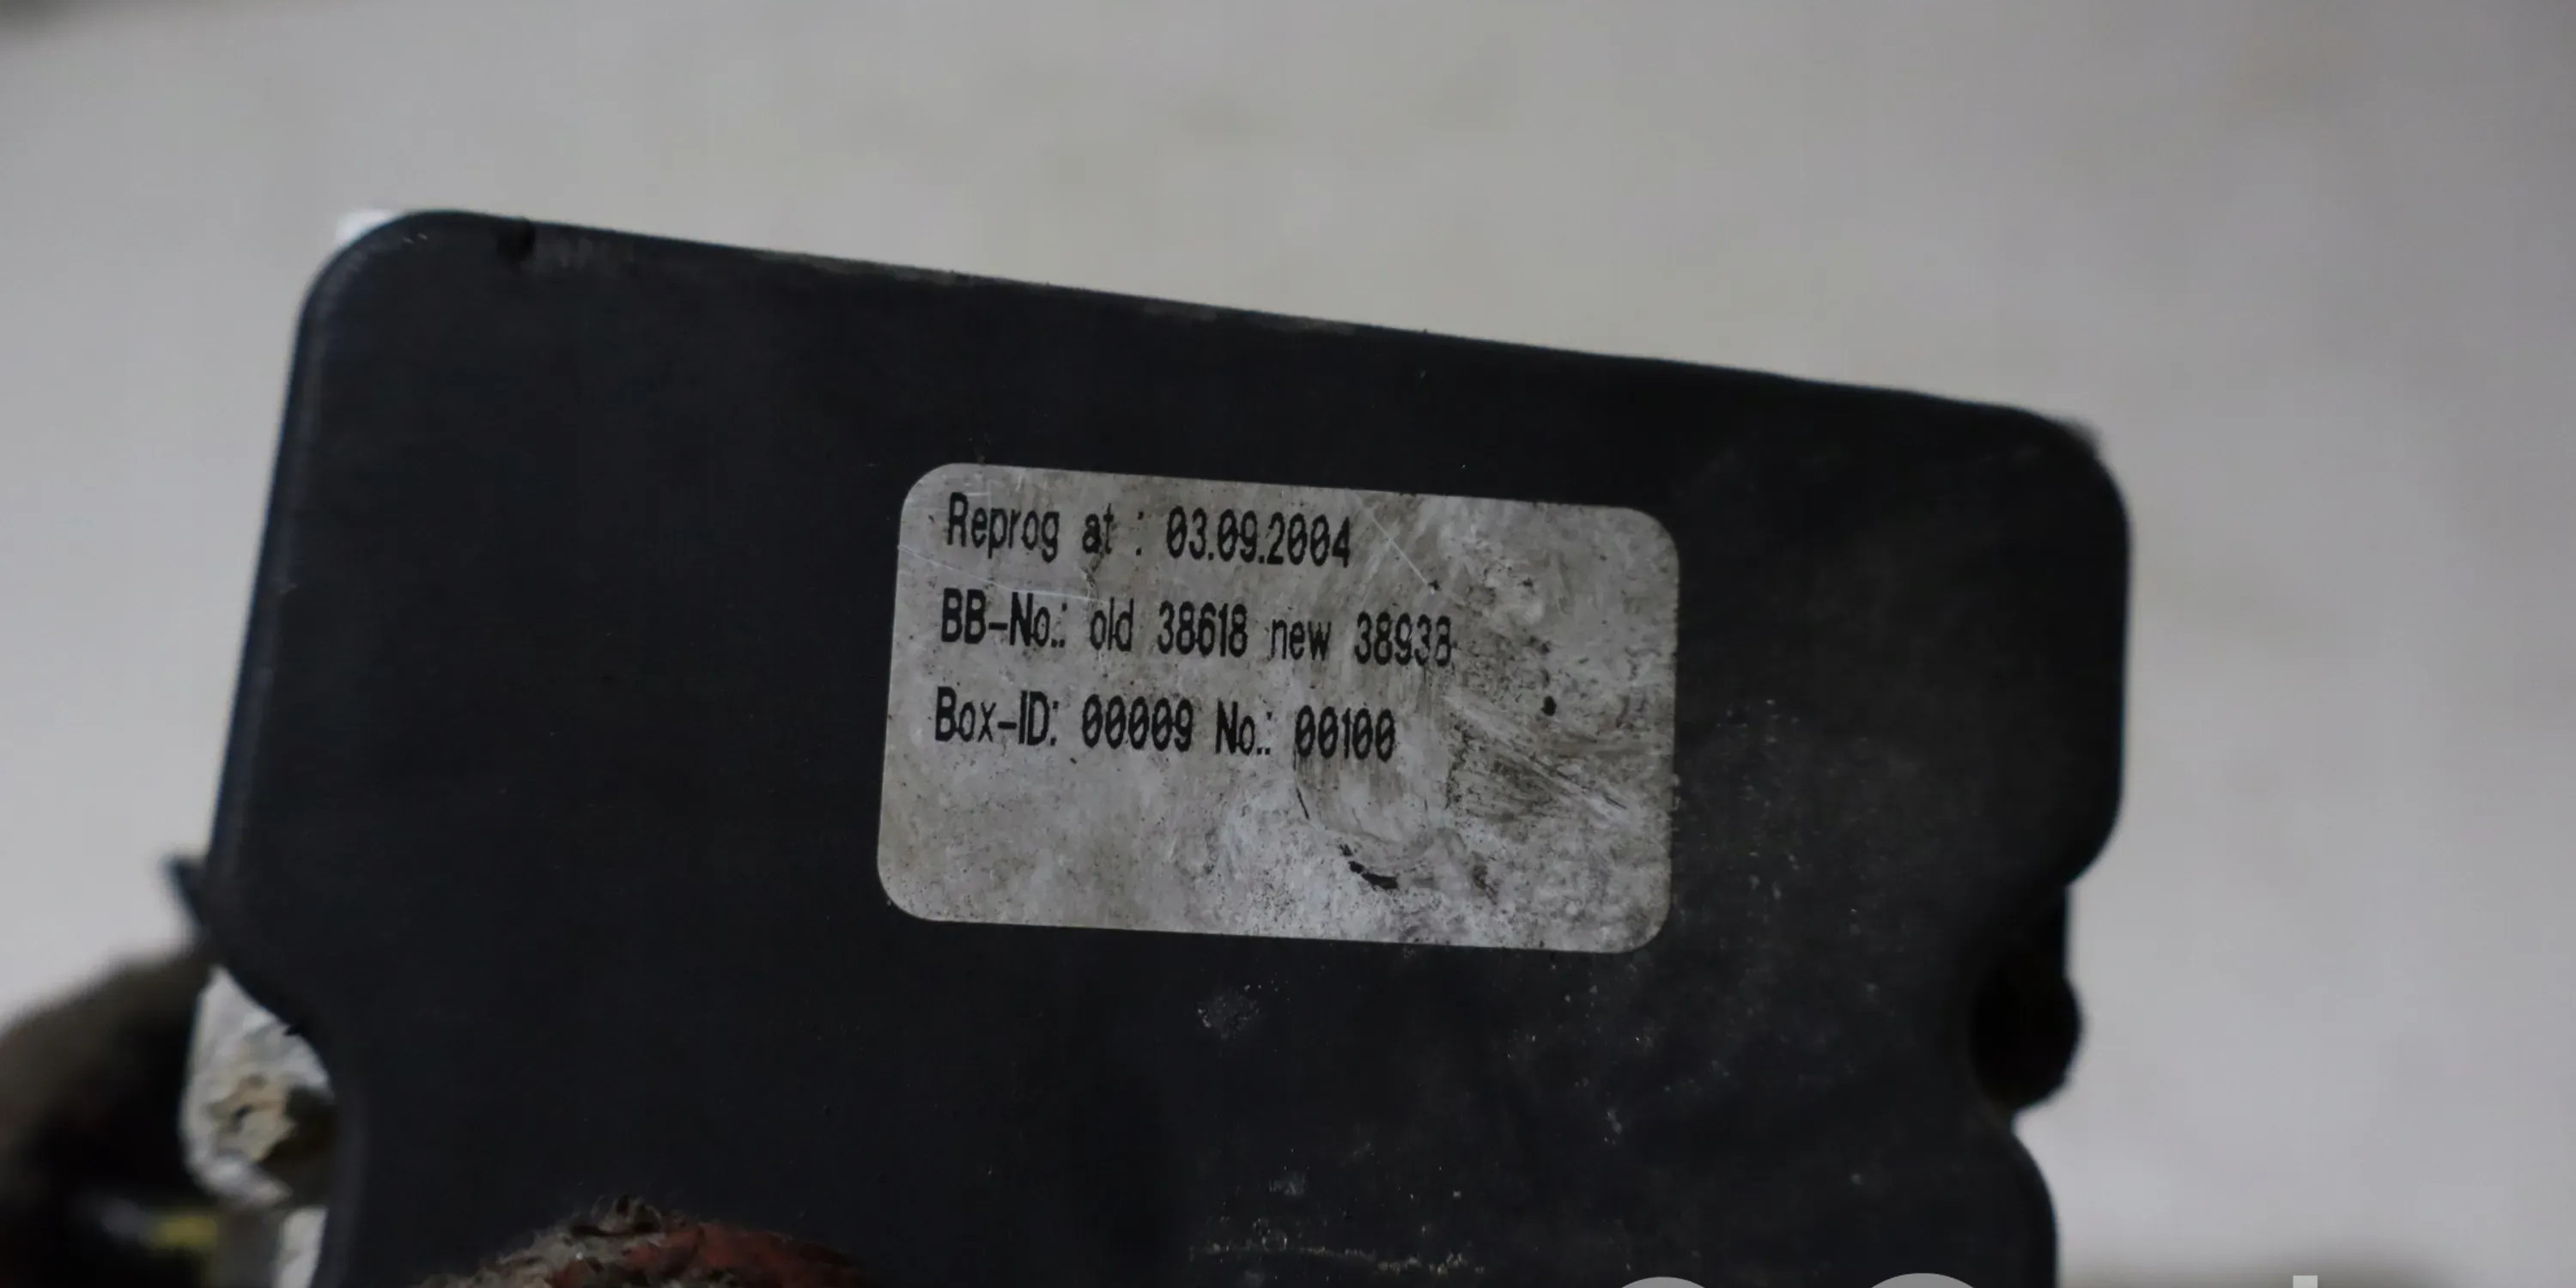 Reprog at : 03.09.2004
BB-No.: old 38618 new 38938
Box-ID: 00009 No.: 00100